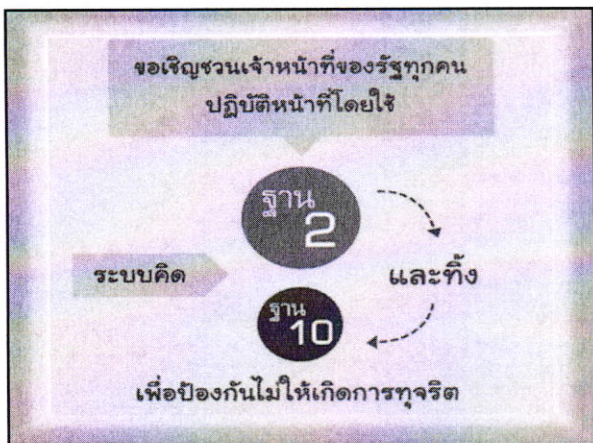 ขอเชิญชวนเจ้าหน้าที่ของรัฐทุกคน
ปฏิบัติหน้าที่โดยใช้
ระบบคิด
ฐาน
2
และทิ้ง
ฐาน
10
เพื่อป้องกันไม่ให้เกิดการทุจริต